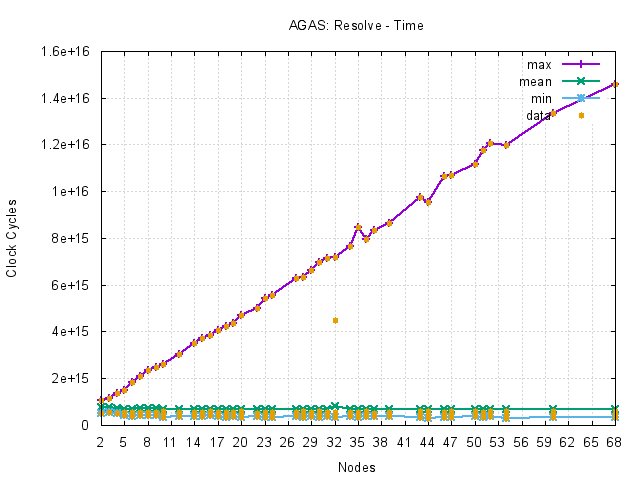 AGAS: Resolve - Time
1.6e+16
1.4e+16
1.2e+16
1e+16
8e+15
6e+15
4e+15
2e+15
0
Clock Cycles
max
mean
min
data
2 5 8 11 14 17 20 23 26 29 32 35 38 41 44 47 50 53 56 59 62 65 68
Nodes